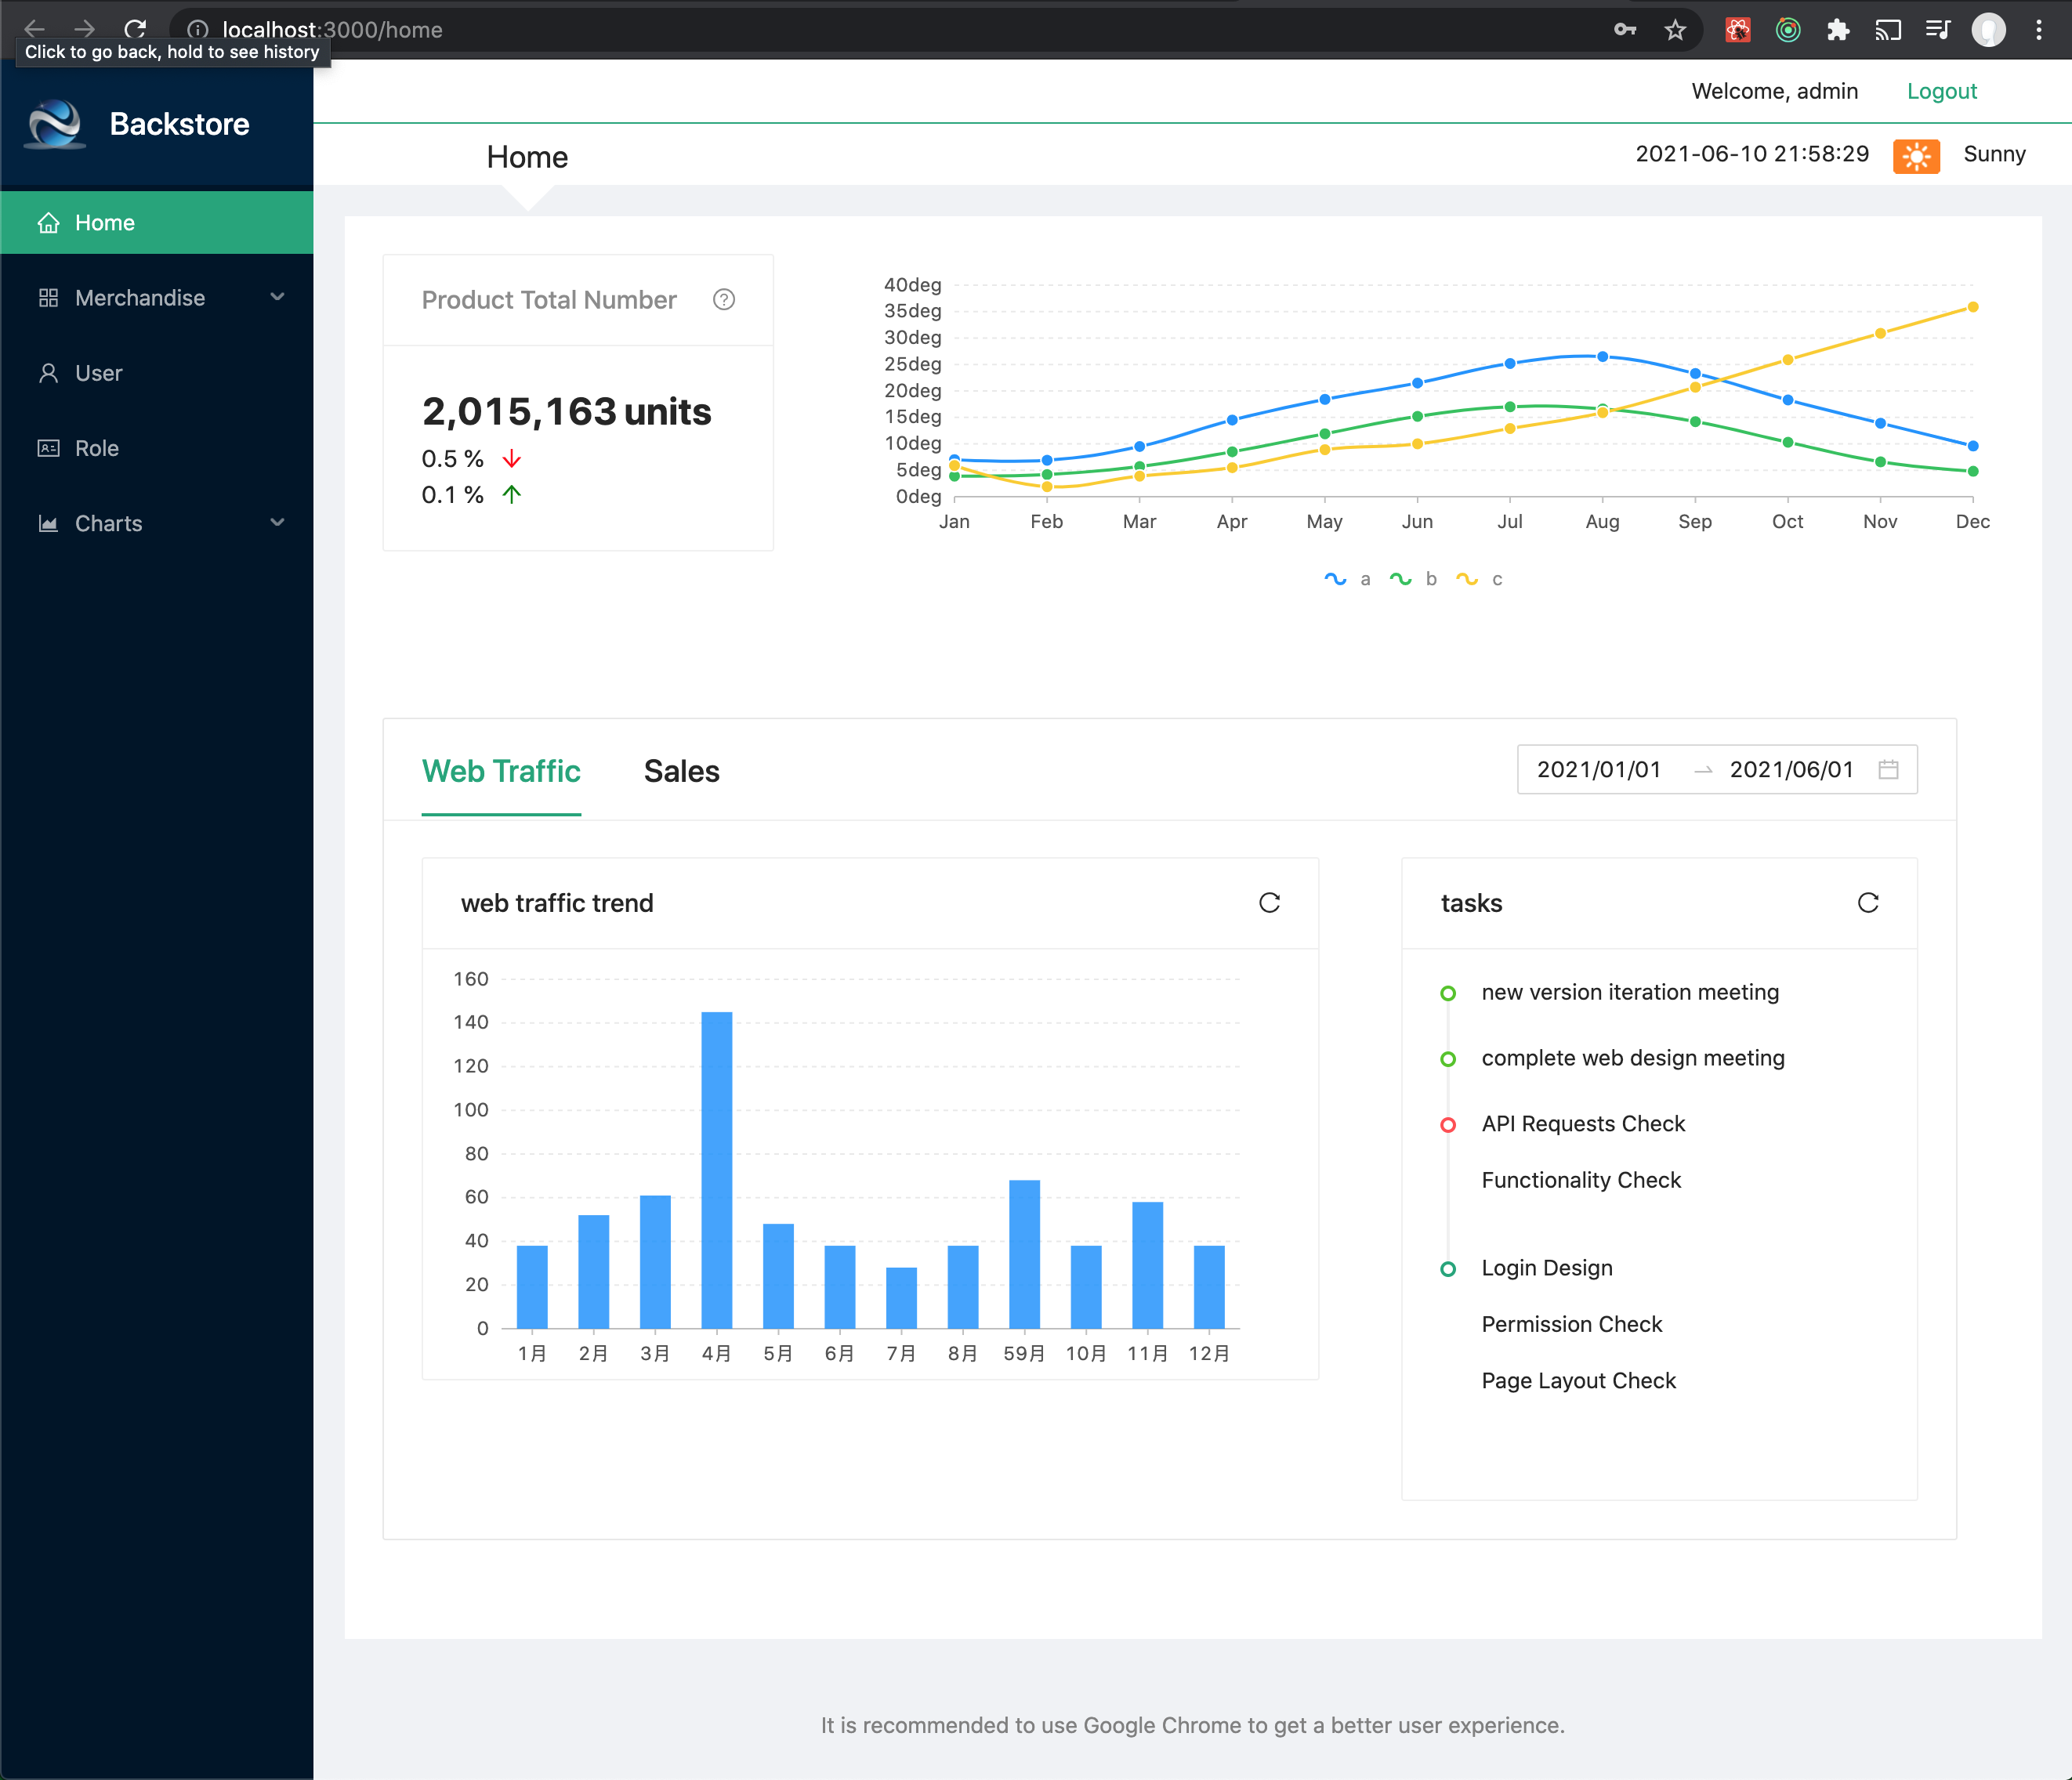 localhost:3000/home
Click to go back, hold to see history
Welcome, admin Logout
Backstore
Home 2021-06-10 21:58:29 Sunny
Home
Merchandise
User
Role
Charts
Product Total Number
2,015,163 units
0.5 %
0.1 %
40deg
35deg
30deg
25deg
20deg
15deg
10deg
5deg
0deg
Jan Feb Mar Apr May Jun Jul Aug Sep Oct Nov Dec
a b c
Web Traffic Sales 2021/01/01 2021/06/01
web traffic trend
160
140
120
100
80
60
40
20
0
1月 2月 3月 4月 5月 6月 7月 8月 59月 10月 11月 12月
tasks
new version iteration meeting
complete web design meeting
API Requests Check
Functionality Check
Login Design
Permission Check
Page Layout Check
It is recommended to use Google Chrome to get a better user experience.